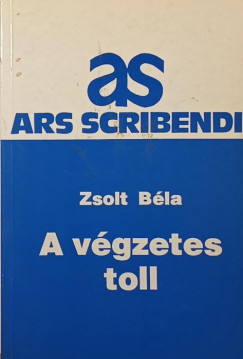 as
ARS SCRIBENDI
Zsolt Béla
A végzetes
toll